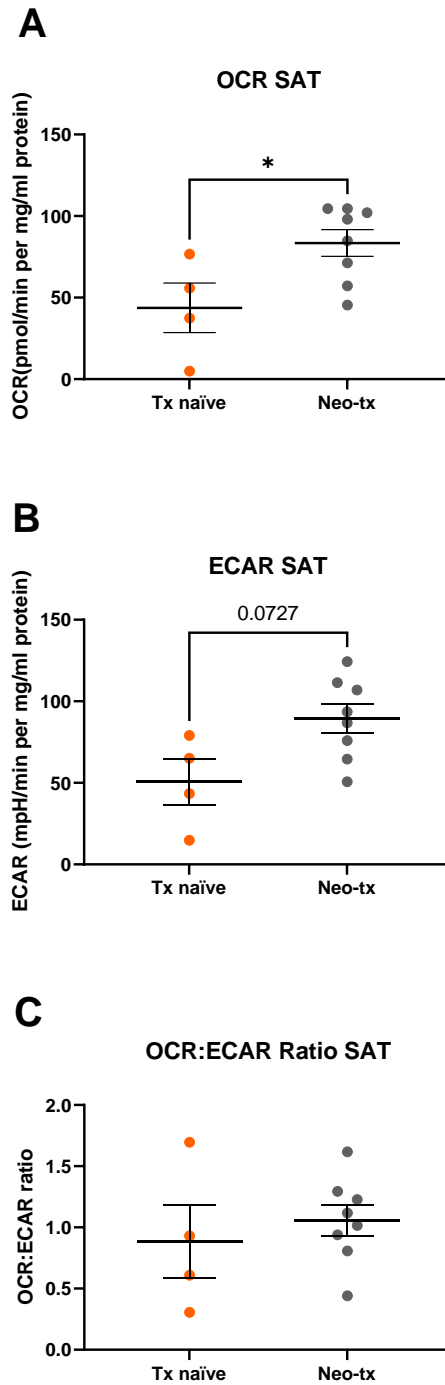 A
OCR SAT
OCR(pmol/min per mg/ml protein)
150
*
100
50
0
Tx naïve
Neo-tx
B
ECAR SAT
ECAR (mpH/min per mg/ml protein)
150
0.0727
100
50
0
Tx naïve
Neo-tx
C
OCR:ECAR Ratio SAT
OCR:ECAR ratio
2.0
1.5
1.0
0.5
0.0
Tx naïve
Neo-tx